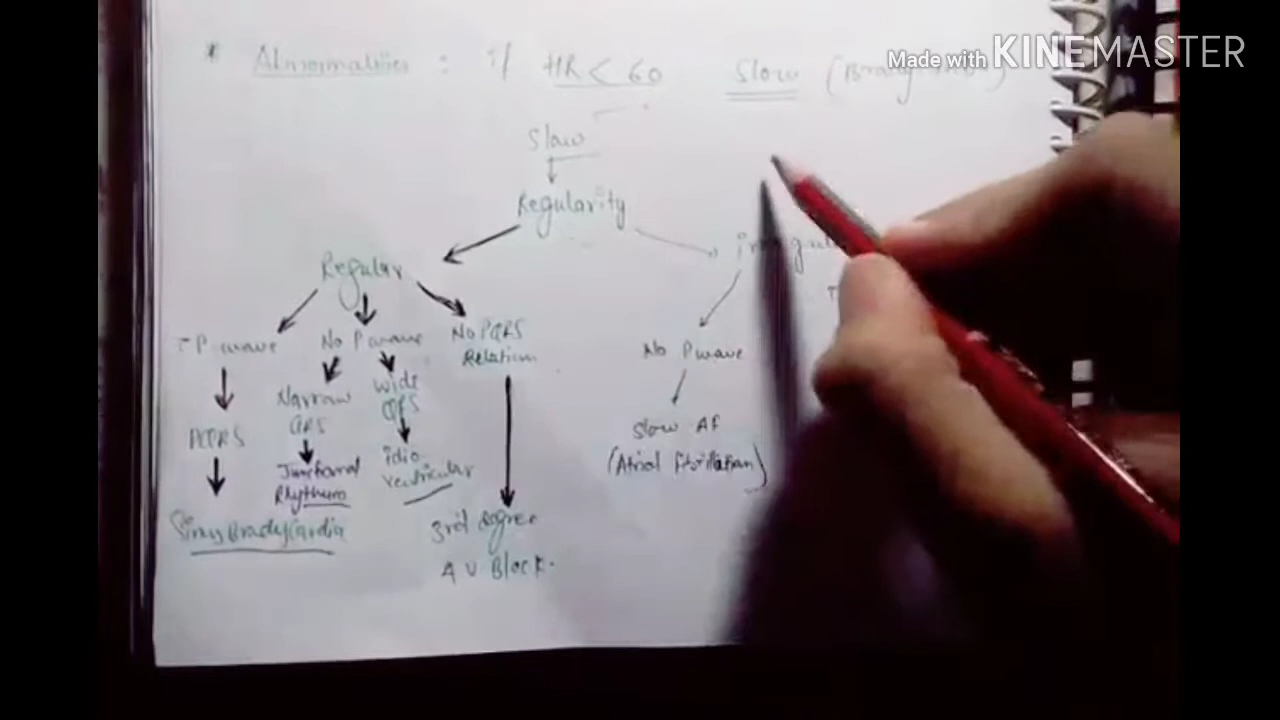 Made with KINEMASTER
* Abnormalities : if HR < 60 Slow
Slow
Regularity
Regular
P wave No P wave No PQRS Relation
PQRS Narrow QRS wide QRS
Junctional Rhythum idio ventricular
Sinus Bradycardia
3rd degree
A V Block.
No P wave
Slow AF
(Atrial fibrillation)